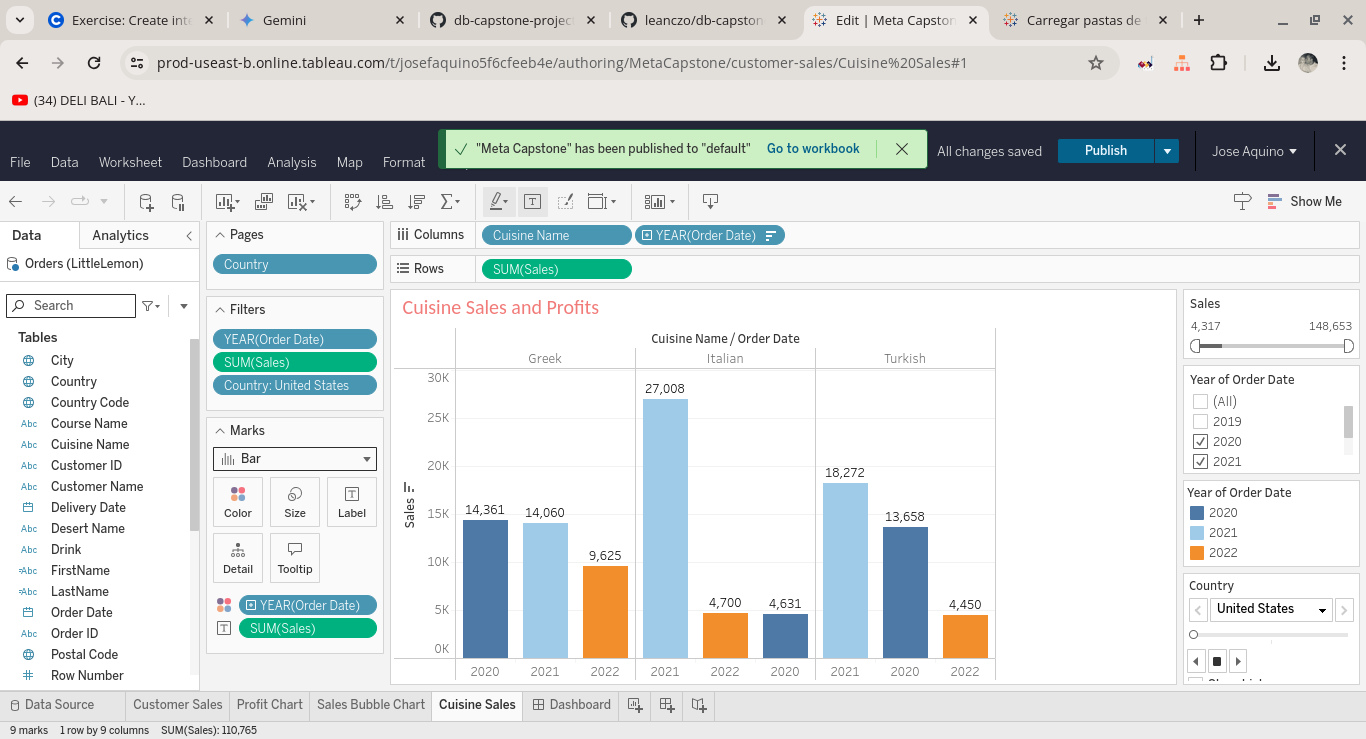 Exercise: Create inte
Gemini
db-capstone-projec
leanczo/db-capston
Edit | Meta Capston
Carregar pastas de
prod-useast-b.online.tableau.com/t/josefaquino5f6cfeeb4e/authoring/MetaCapstone/customer-sales/Cuisine%20Sales#1
(34) DELI BALI - Y...
"Meta Capstone" has been published to "default" Go to workbook
File Data Worksheet Dashboard Analysis Map Format
All changes saved Publish Jose Aquino
Show Me
Data Analytics
Orders (LittleLemon)
Search
Tables
City
Country
Country Code
Abc Course Name
Abc Cuisine Name
Abc Customer ID
Abc Customer Name
Delivery Date
Abc Desert Name
Abc Drink
Abc FirstName
Abc LastName
Order Date
Abc Order ID
Postal Code
Row Number
Pages
Country
Filters
YEAR(Order Date)
SUM(Sales)
Country: United States
Marks
Bar
Color Size Label
Detail Tooltip
YEAR(Order Date)
SUM(Sales)
Columns Cuisine Name YEAR(Order Date)
Rows SUM(Sales)
Cuisine Sales and Profits
Cuisine Name / Order Date
Greek Italian Turkish
30K
25K
20K
15K
10K
5K
0K
Sales
14,361 14,060 9,625
27,008 4,700 4,631
18,272 13,658 4,450
2020 2021 2022 2021 2022 2020 2021 2020 2022
Sales
4,317 148,653
Year of Order Date
(All)
2019
2020
2021
Year of Order Date
2020
2021
2022
Country
United States
Data Source Customer Sales Profit Chart Sales Bubble Chart Cuisine Sales Dashboard
9 marks 1 row by 9 columns SUM(Sales): 110,765